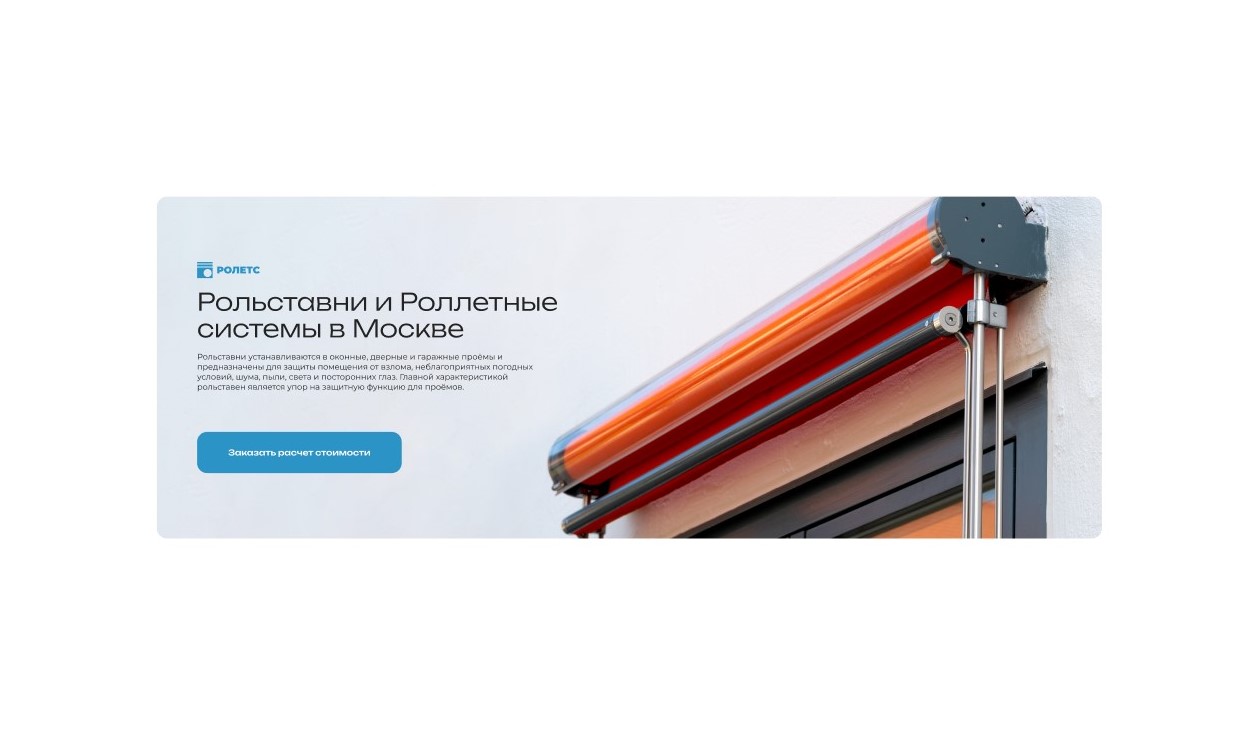 РОЛЕТС
Рольставни и Роллетные
системы в Москве
Рольставни устанавливаются в оконные, дверные и гаражные проёмы и
предназначены для защиты помещения от взлома, неблагоприятных погодных
условий, шума, пыли, света и посторонних глаз. Главной характеристикой
рольставен является упор на защитную функцию для проёмов.
Заказать расчет стоимости